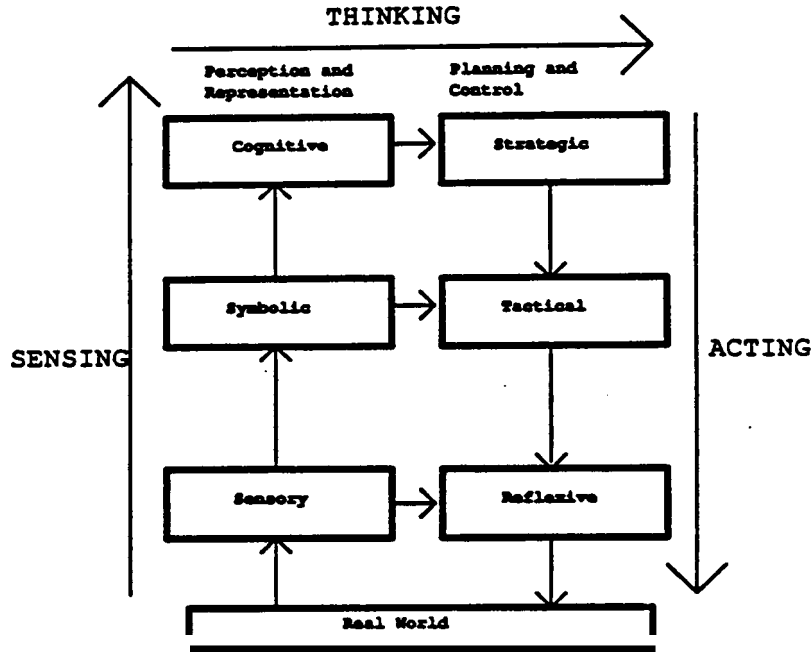 THINKING
Perception and
Representation
Planning and
Control
Cognitive
Strategic
Symbolic
Tactical
SENSING
ACTING
Sensory
Reflexive
Real World